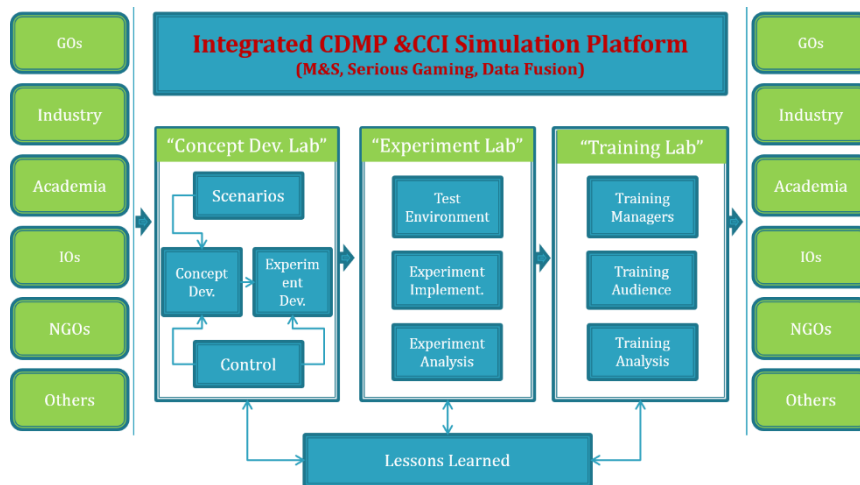 Integrated CDMP &CCI Simulation Platform
(M&S, Serious Gaming, Data Fusion)
GOs
Industry
Academia
IOs
NGOs
Others
“Concept Dev. Lab”
Scenarios
Concept
Dev.
Experim
ent
Dev.
Control
“Experiment Lab”
Test
Environment
Experiment
Implement.
Experiment
Analysis
“Training Lab”
Training
Managers
Training
Audience
Training
Analysis
GOs
Industry
Academia
IOs
NGOs
Others
Lessons Learned